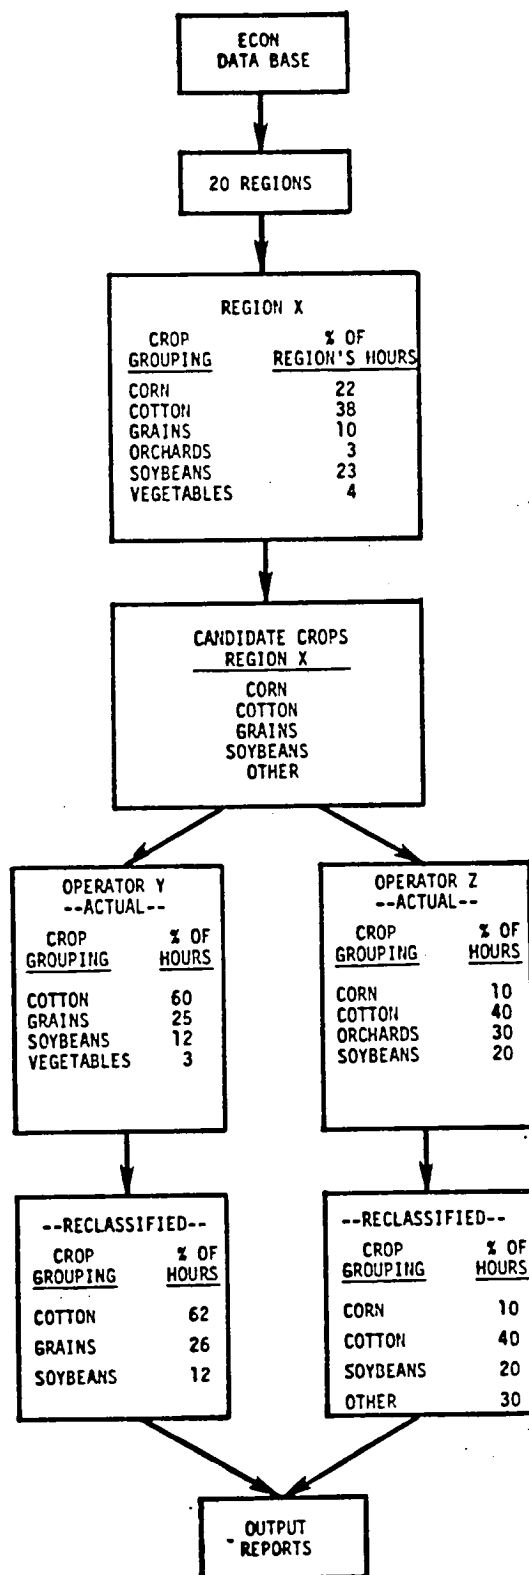 ECON
DATA BASE
20 REGIONS
REGION X
CROP % OF
GROUPING REGION'S HOURS
CORN 22
COTTON 38
GRAINS 10
ORCHARDS 3
SOYBEANS 23
VEGETABLES 4
CANDIDATE CROPS
REGION X
CORN
COTTON
GRAINS
SOYBEANS
OTHER
OPERATOR Y
--ACTUAL--
CROP % OF
GROUPING HOURS
COTTON 60
GRAINS 25
SOYBEANS 12
VEGETABLES 3
OPERATOR Z
--ACTUAL--
CROP % OF
GROUPING HOURS
CORN 10
COTTON 40
ORCHARDS 30
SOYBEANS 20
--RECLASSIFIED--
CROP % OF
GROUPING HOURS
COTTON 62
GRAINS 26
SOYBEANS 12
--RECLASSIFIED--
CROP % OF
GROUPING HOURS
CORN 10
COTTON 40
SOYBEANS 20
OTHER 30
OUTPUT
REPORTS